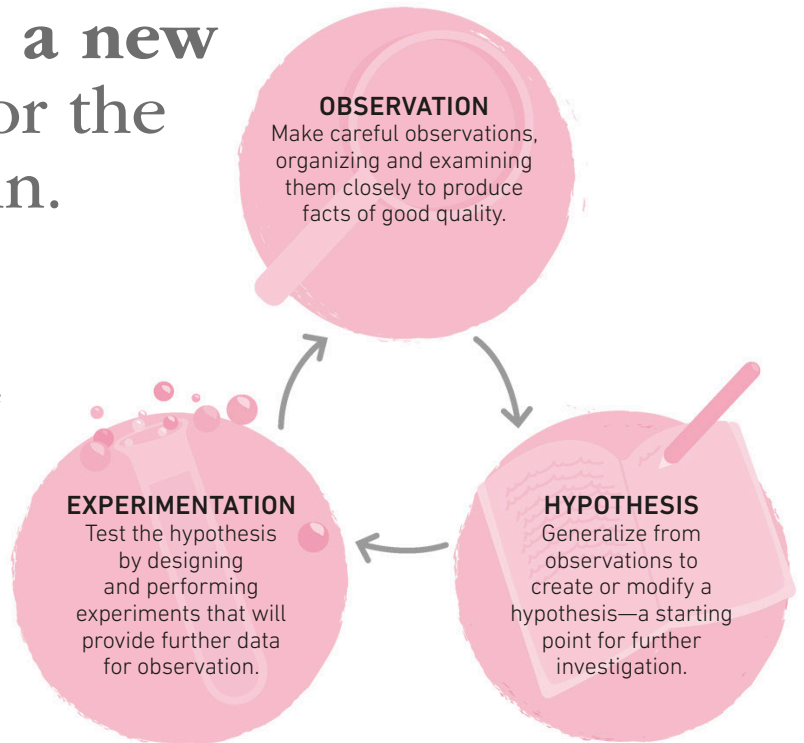 a new
or the
n.
OBSERVATION
Make careful observations,
organizing and examining
them closely to produce
facts of good quality.
EXPERIMENTATION
Test the hypothesis
by designing
and performing
experiments that will
provide further data
for observation.
HYPOTHESIS
Generalize from
observations to
create or modify a
hypothesis—a starting
point for further
investigation.